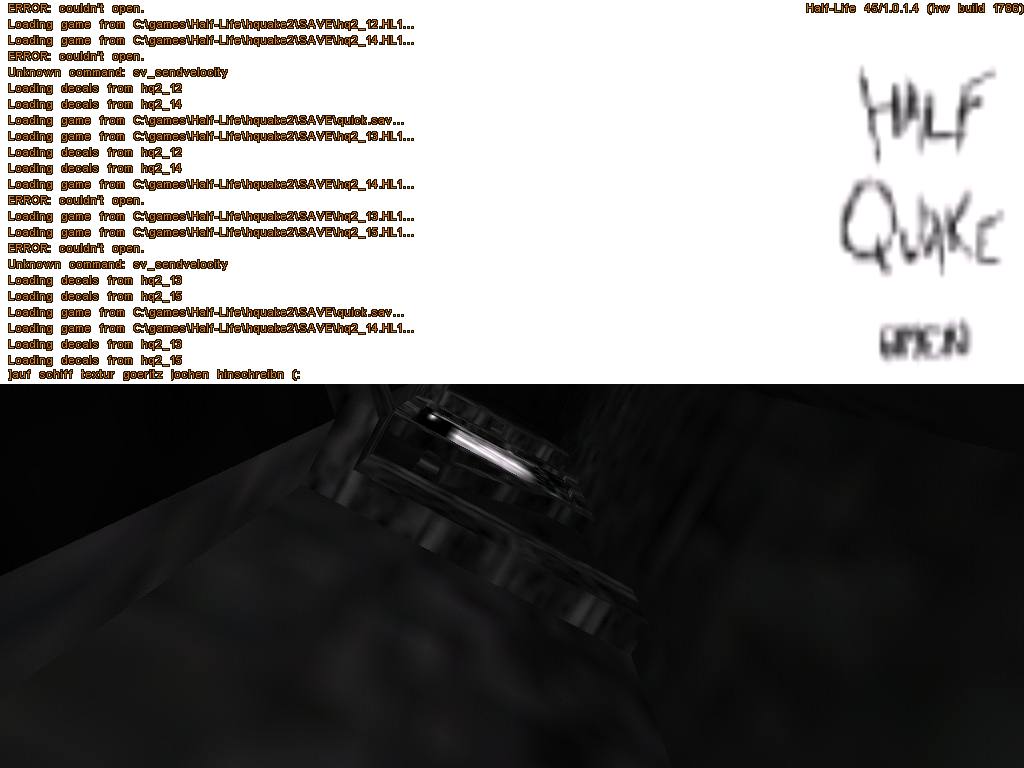 ERROR: couldn't open.
Loading game from C:\games\Half-Life\hquake2\SAVE\hq2_12.HL1...
Loading game from C:\games\Half-Life\hquake2\SAVE\hq2_14.HL1...
ERROR: couldn't open.
Unknown command: sv_sendvelocity
Loading decals from hq2_12
Loading decals from hq2_14
Loading game from C:\games\Half-Life\hquake2\SAVE\quick.sav...
Loading game from C:\games\Half-Life\hquake2\SAVE\hq2_13.HL1...
Loading decals from hq2_12
Loading decals from hq2_14
Loading game from C:\games\Half-Life\hquake2\SAVE\hq2_14.HL1...
ERROR: couldn't open.
Loading game from C:\games\Half-Life\hquake2\SAVE\hq2_13.HL1...
Loading game from C:\games\Half-Life\hquake2\SAVE\hq2_15.HL1...
ERROR: couldn't open.
Unknown command: sv_sendvelocity
Loading decals from hq2_13
Loading decals from hq2_15
Loading game from C:\games\Half-Life\hquake2\SAVE\quick.sav...
Loading game from C:\games\Half-Life\hquake2\SAVE\hq2_14.HL1...
Loading decals from hq2_13
Loading decals from hq2_15
]auf schiff textur goeritz jochen hinschreibn (:
Half-Life 45/1.0.1.4 (hw build 1786)
HALF
QUAKE
AMEN